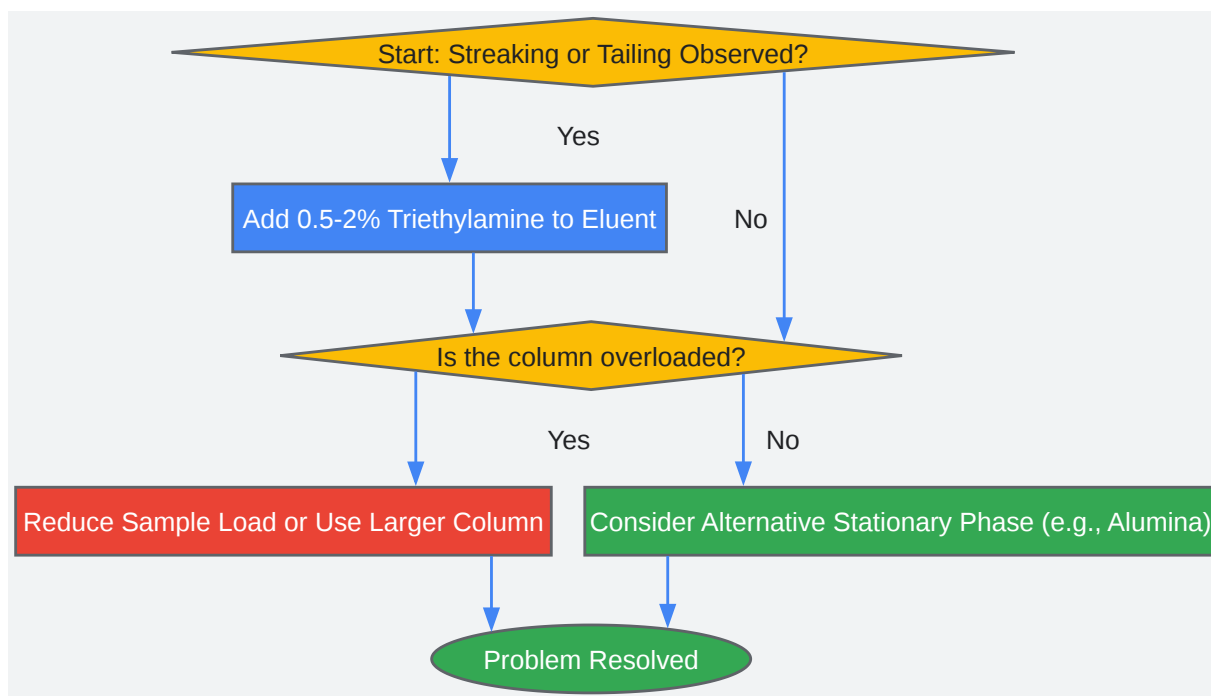 Start: Streaking or Tailing Observed?
Yes
Add 0.5-2% Triethylamine to Eluent
No
Is the column overloaded?
Yes
No
Reduce Sample Load or Use Larger Column
Consider Alternative Stationary Phase (e.g., Alumina)
Problem Resolved